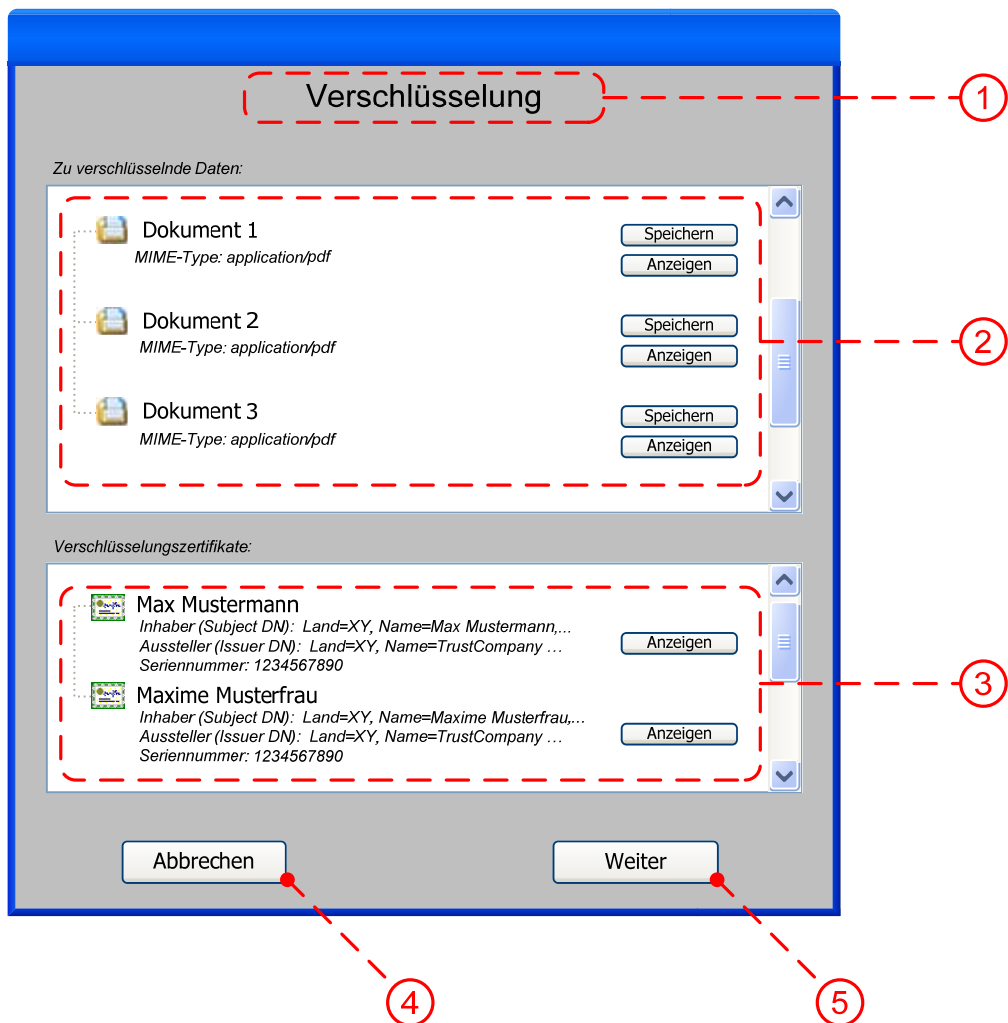 Verschlüsselung
1
Zu verschlüsselnde Daten:
Dokument 1
Speichern
MIME-Type: application/pdf
Anzeigen
Dokument 2
Speichern
MIME-Type: application/pdf
Anzeigen
2
Dokument 3
Speichern
MIME-Type: application/pdf
Anzeigen
Verschlüsselungszertifikate:
Max Mustermann
Inhaber (Subject DN): Land=XY, Name=Max Mustermann,...
Aussteller (Issuer DN): Land=XY, Name=TrustCompany ...
Anzeigen
Seriennummer: 1234567890
3
Maxime Musterfrau
Inhaber (Subject DN): Land=XY, Name=Maxime Musterfrau,...
Aussteller (Issuer DN): Land=XY, Name=TrustCompany ...
Anzeigen
Seriennummer: 1234567890
Abbrechen
Weiter
4
5